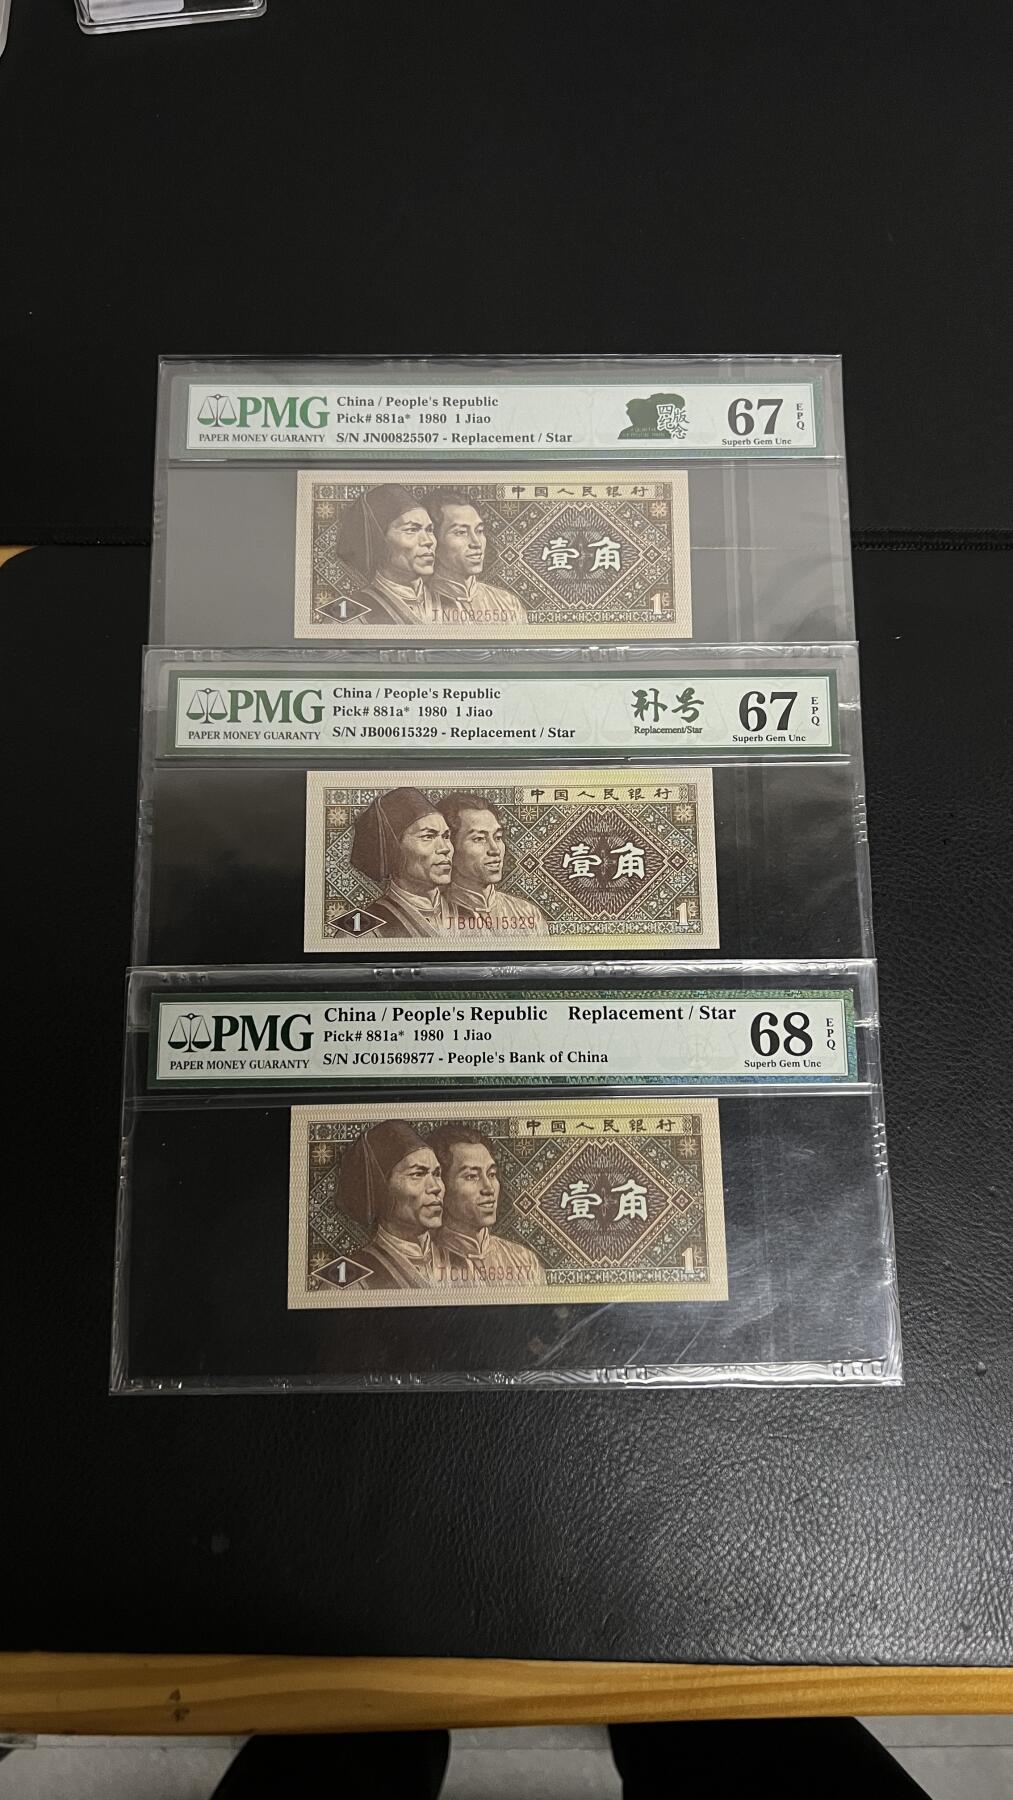 PMG
PAPER MONEY GUARANTY
China / People's Republic
Pick# 881a* 1980 1 Jiao
S/N JN00825507 - Replacement / Star
四版
纪念
67
EPQ
Superb Gem Unc
中国人民银行
壹角
1
JN00825507
1
PMG
PAPER MONEY GUARANTY
China / People's Republic
Pick# 881a* 1980 1 Jiao
S/N JB00615329 - Replacement / Star
补号
Replacement/Star
67
EPQ
Superb Gem Unc
中国人民银行
壹角
1
JB00615329
1
PMG
PAPER MONEY GUARANTY
China / People's Republic Replacement / Star
Pick# 881a* 1980 1 Jiao
S/N JC01569877 - People's Bank of China
68
EPQ
Superb Gem Unc
中国人民银行
壹角
1
JC01569877
1